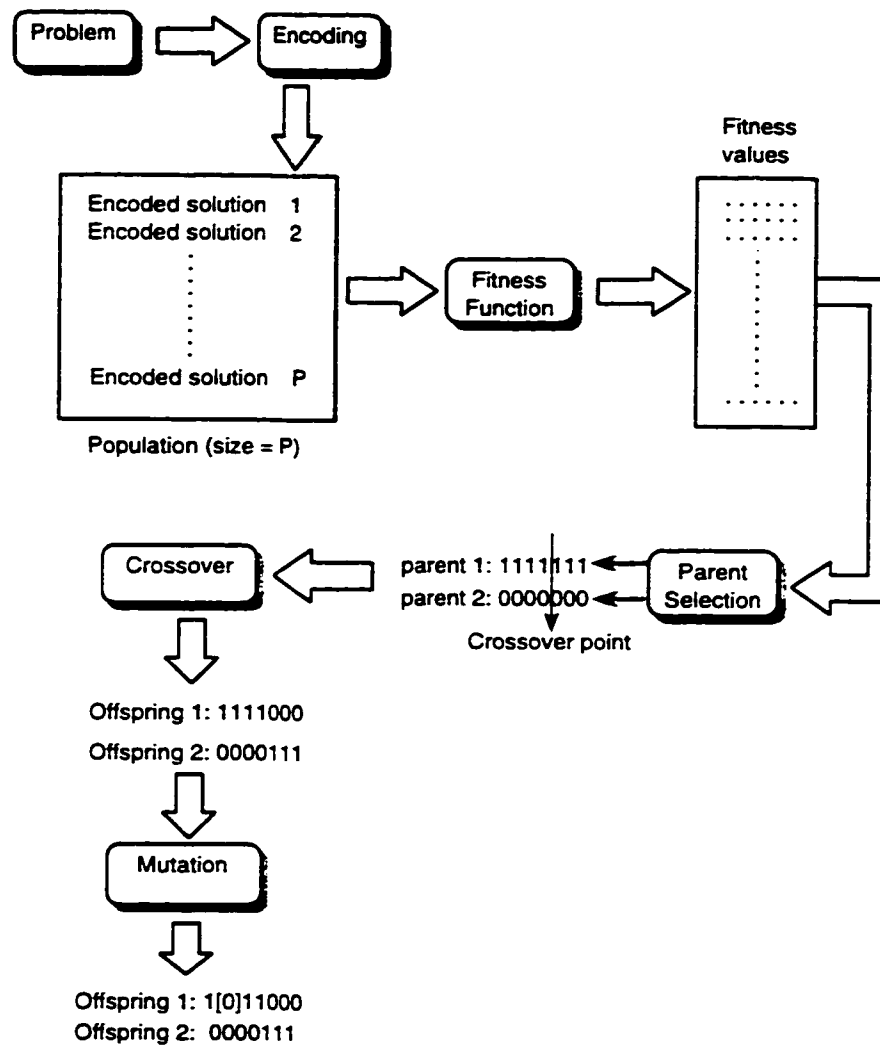 Problem
Encoding
Fitness
values
Encoded solution 1
Encoded solution 2
Encoded solution P
Fitness
Function
Population (size = P)
Crossover
parent 1: 1111111
parent 2: 0000000
Crossover point
Parent
Selection
Offspring 1: 1111000
Offspring 2: 0000111
Mutation
Offspring 1: 1[0]11000
Offspring 2: 0000111